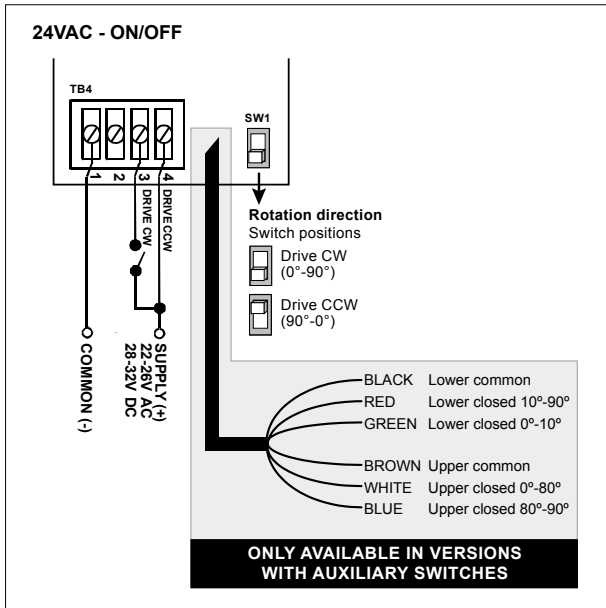 24VAC - ON/OFF
TB4
SW1
1
2
3
4
DRIVE CW
DRIVE CCW
Rotation direction
Switch positions
Drive CW
(0°-90°)
Drive CCW
(90°-0°)
COMMON (-)
SUPPLY (+)
22-26V AC
28-32V DC
BLACK Lower common
RED Lower closed 10º-90º
GREEN Lower closed 0º-10º
BROWN Upper common
WHITE Upper closed 0º-80º
BLUE Upper closed 80º-90º
ONLY AVAILABLE IN VERSIONS
WITH AUXILIARY SWITCHES